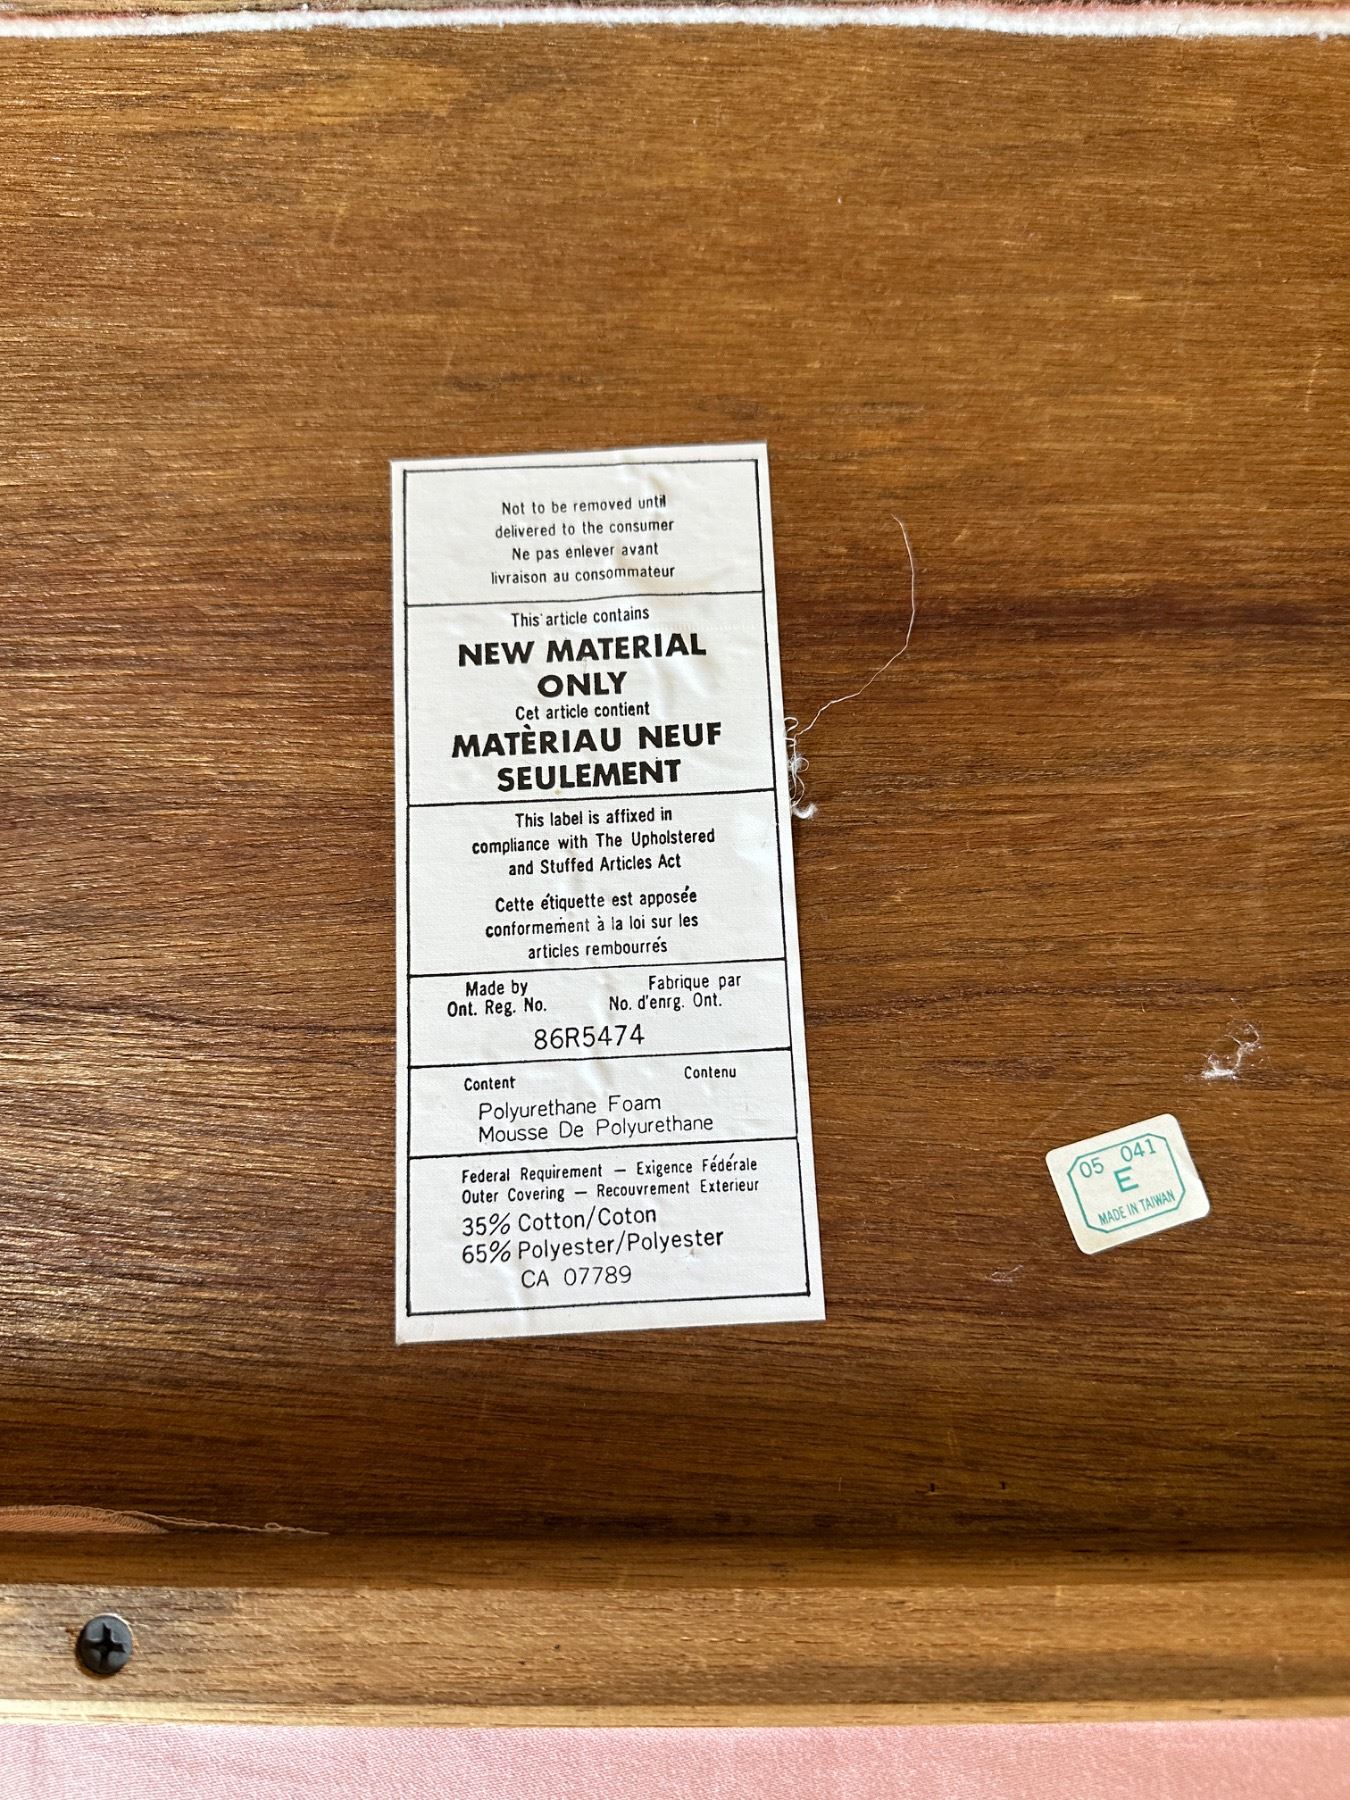 Not to be removed until
delivered to the consumer
Ne pas enlever avant
livraison au consommateur
This article contains
NEW MATERIAL
ONLY
Cet article contient
MATÈRIAU NEUF
SEULEMENT
This label is affixed in
compliance with The Upholstered
and Stuffed Articles Act
Cette étiquette est apposée
conformement à la loi sur les
articles rembourrés
Made by Fabrique par
Ont. Reg. No. No. d'enrg. Ont.
86R5474
Content Contenu
Polyurethane Foam
Mousse De Polyurethane
Federal Requirement — Exigence Fédérale
Outer Covering — Recouvrement Exterieur
35% Cotton/Coton
65% Polyester/Polyester
CA 07789
05 041
E
MADE IN TAIWAN